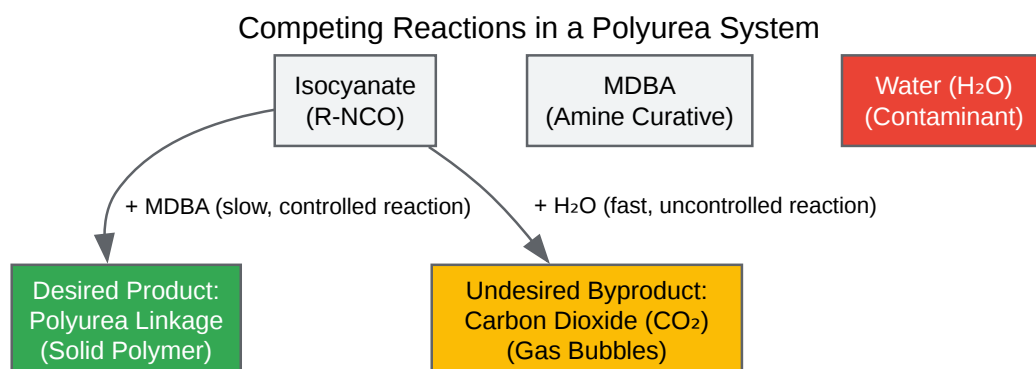 Competing Reactions in a Polyurea System
Isocyanate
(R-NCO)
MDBA
(Amine Curative)
Water (H₂O)
(Contaminant)
+ MDBA (slow, controlled reaction)
+ H₂O (fast, uncontrolled reaction)
Desired Product:
Polyurea Linkage
(Solid Polymer)
Undesired Byproduct:
Carbon Dioxide (CO₂)
(Gas Bubbles)